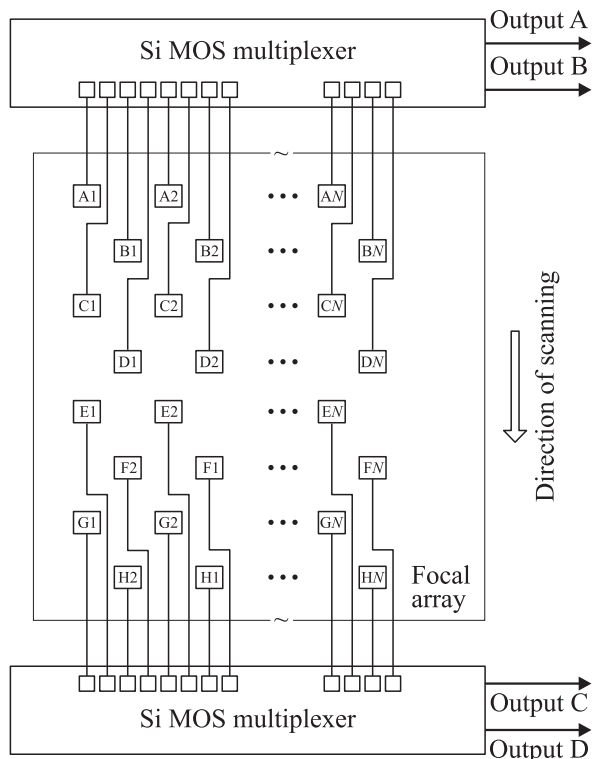 Output A
Si MOS multiplexer
Output B
~
A1 A2 ••• AN
B1 B2 ••• BN
C1 C2 ••• CN
D1 D2 ••• DN
E1 E2 ••• EN
F2 F1 ••• FN
G1 G2 ••• GN
H2 H1 ••• HN
Direction of scanning
Focal
array
~
Si MOS multiplexer
Output C
Output D